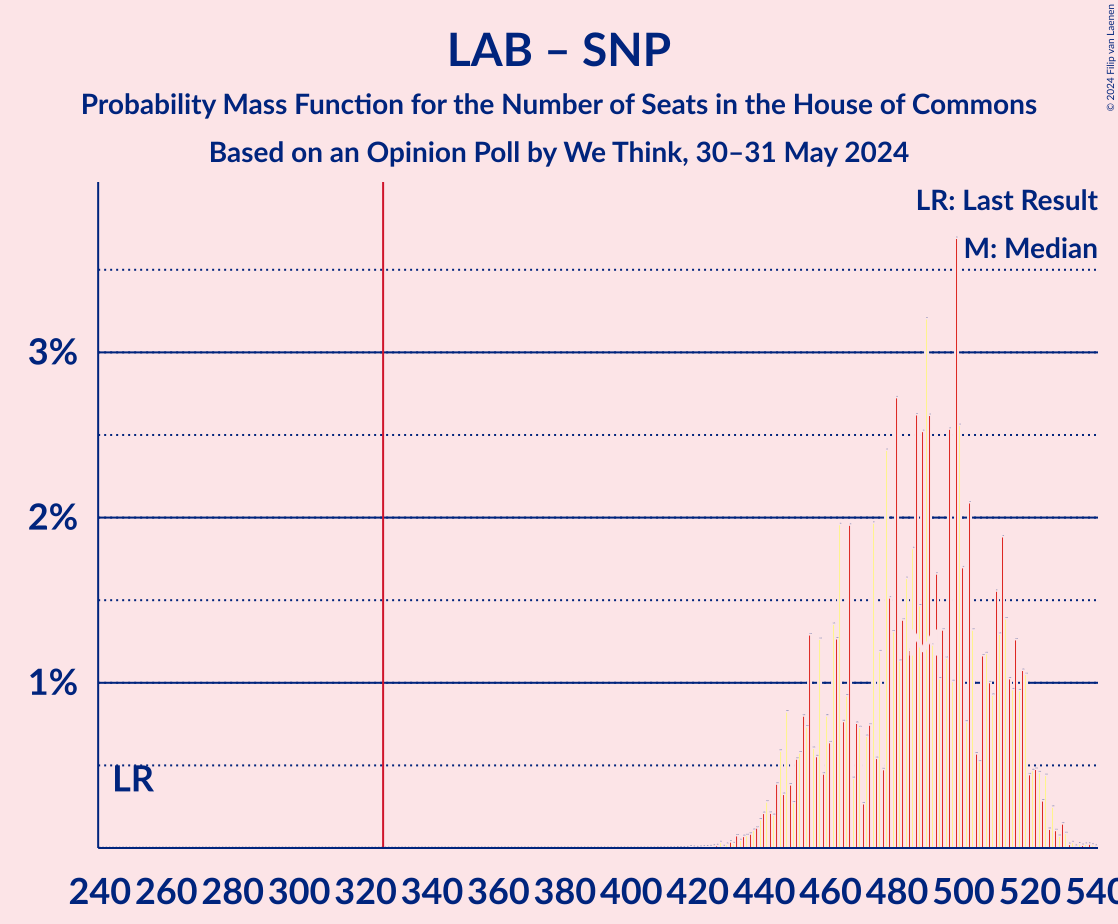 LAB – SNP
Probability Mass Function for the Number of Seats in the House of Commons
Based on an Opinion Poll by We Think, 30–31 May 2024
© 2024 Filip van Laenen
LR: Last Result
M: Median
3%
2%
1%
LR
240 260 280 300 320 340 360 380 400 420 440 460 480 500 520 540